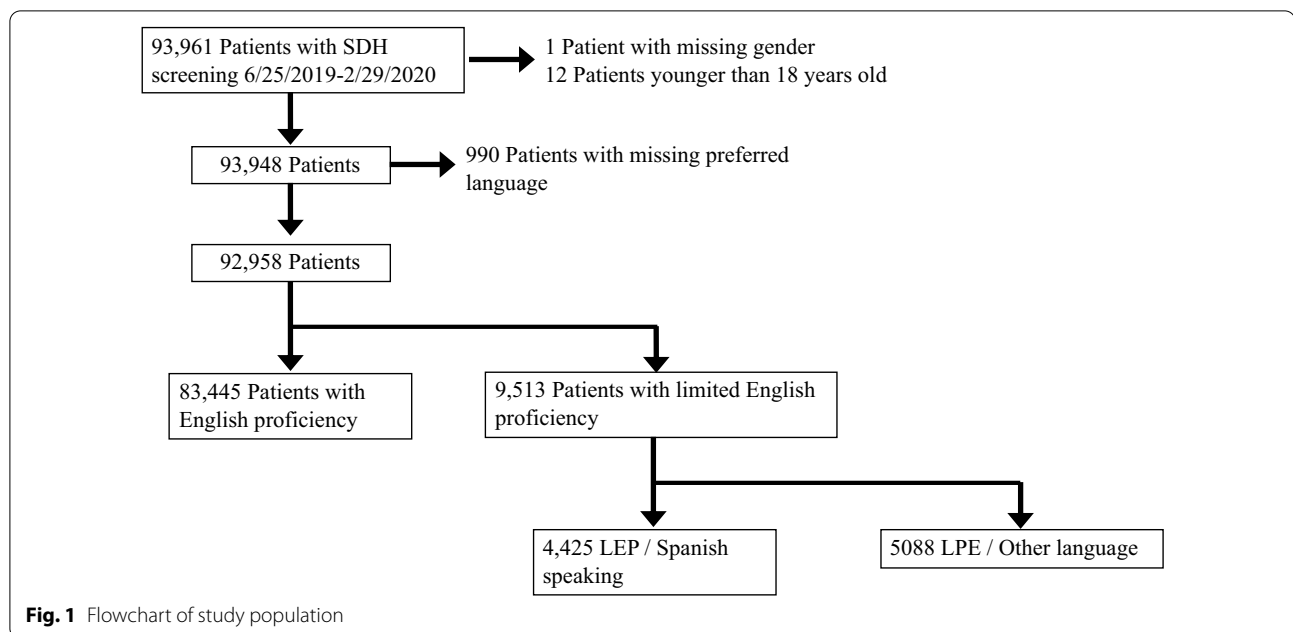 93,961 Patients with SDH
screening 6/25/2019-2/29/2020
1 Patient with missing gender
12 Patients younger than 18 years old
93,948 Patients
990 Patients with missing preferred
language
92,958 Patients
83,445 Patients with
English proficiency
9,513 Patients with limited English
proficiency
4,425 LEP / Spanish
speaking
5088 LPE / Other language
Fig. 1 Flowchart of study population